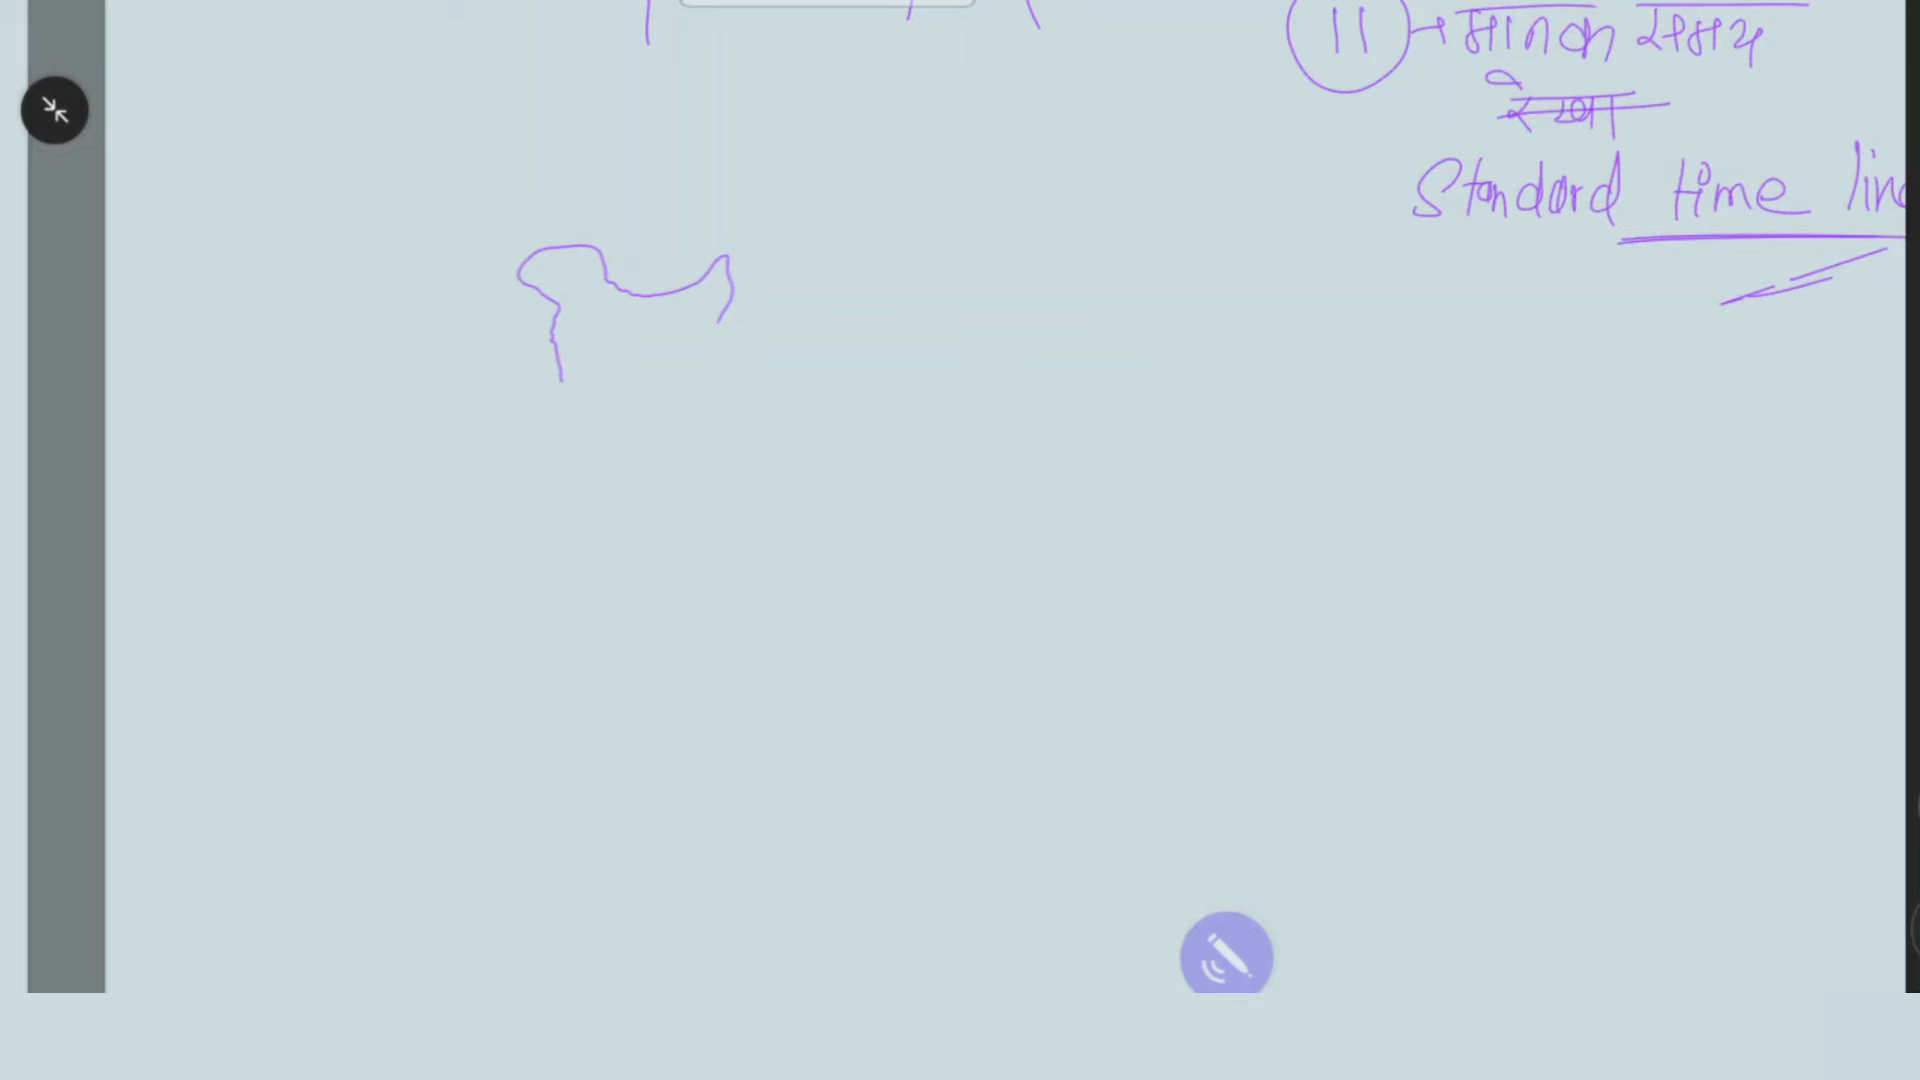 11 → मानक समय
रेखा
Standard time line